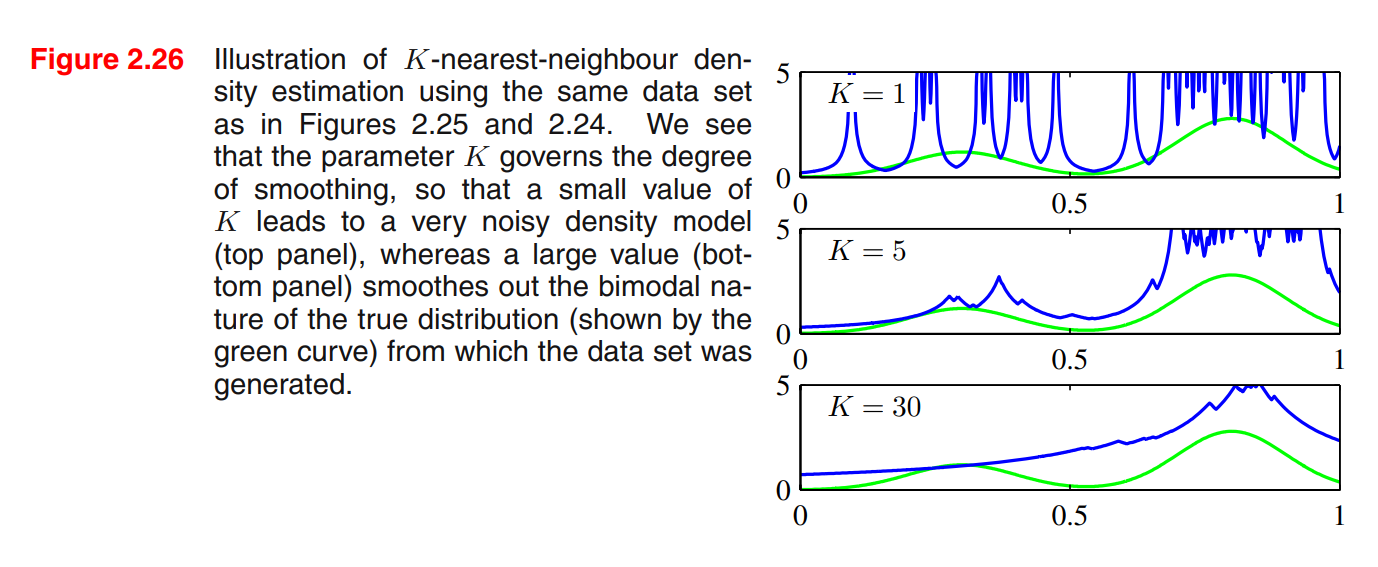 Figure 2.26 Illustration of K-nearest-neighbour den-
sity estimation using the same data set
as in Figures 2.25 and 2.24. We see
that the parameter K governs the degree
of smoothing, so that a small value of
K leads to a very noisy density model
(top panel), whereas a large value (bot-
tom panel) smoothes out the bimodal na-
ture of the true distribution (shown by the
green curve) from which the data set was
generated.
5
K = 1
0
0 0.5 1
5
K = 5
0
0 0.5 1
5
K = 30
0
0 0.5 1